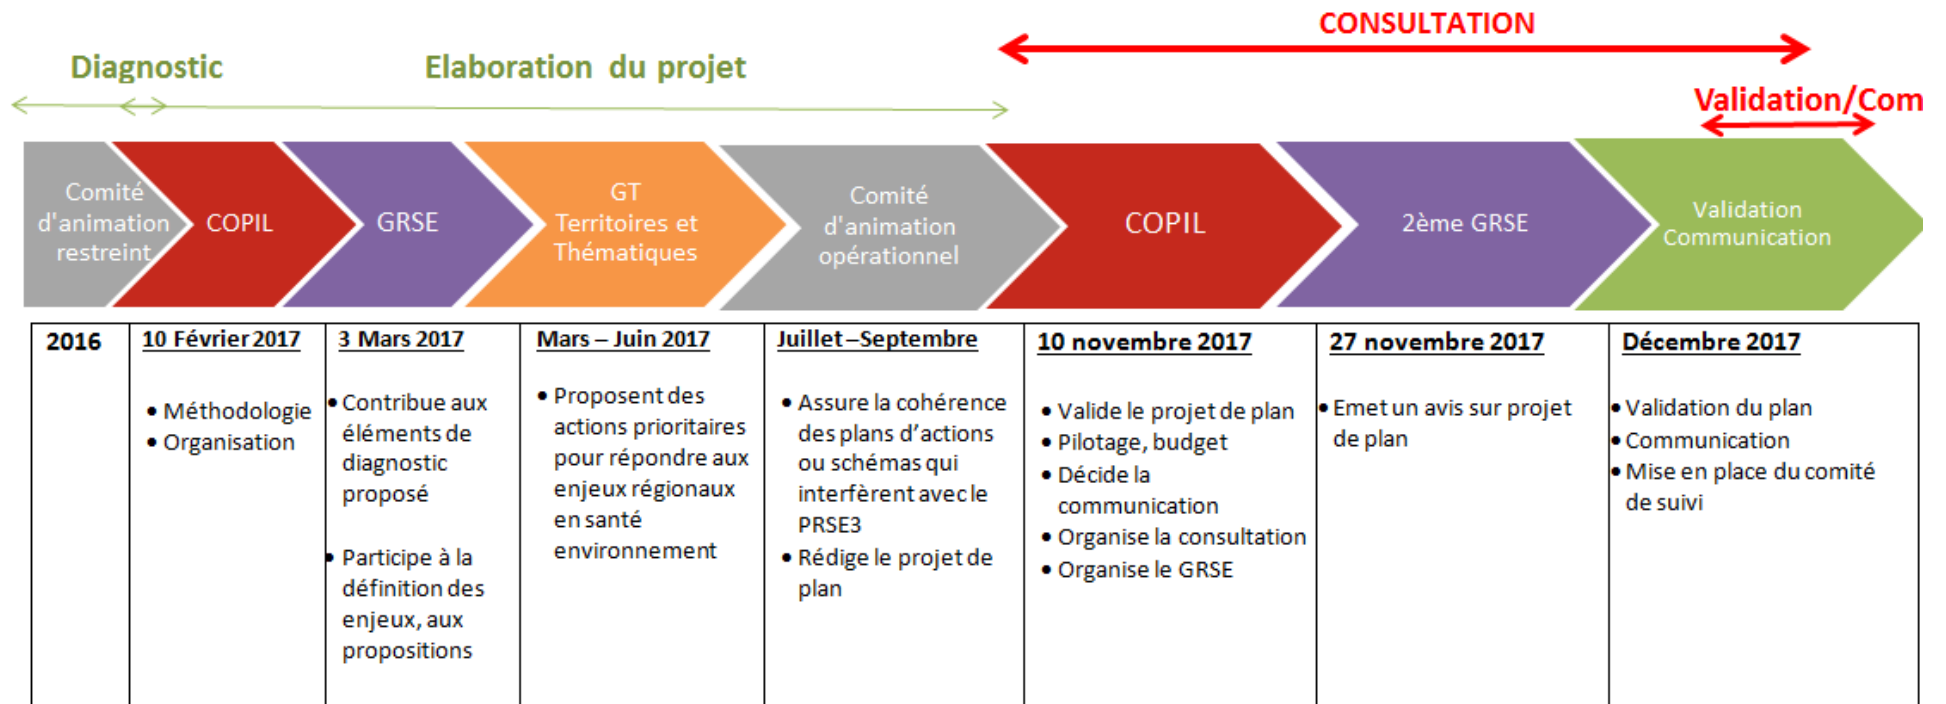 CONSULTATION
Diagnostic
Elaboration du projet
Validation/Com
Comité
d'animation
restreint
COPIL
GRSE
GT
Territoires et
Thématiques
Comité
d'animation
opérationnel
COPIL
2ème GRSE
Validation
Communication
2016
10 Février 2017
• Méthodologie
• Organisation
3 Mars 2017
• Contribue aux
éléments de
diagnostic
proposé
• Participe à la
définition des
enjeux, aux
propositions
Mars – Juin 2017
• Proposent des
actions prioritaires
pour répondre aux
enjeux régionaux
en santé
environnement
Juillet –Septembre
• Assure la cohérence
des plans d’actions
ou schémas qui
interfèrent avec le
PRSE3
• Rédige le projet de
plan
10 novembre 2017
• Valide le projet de plan
• Pilotage, budget
• Décide la
communication
• Organise la consultation
• Organise le GRSE
27 novembre 2017
• Emet un avis sur projet
de plan
Décembre 2017
• Validation du plan
• Communication
• Mise en place du comité
de suivi